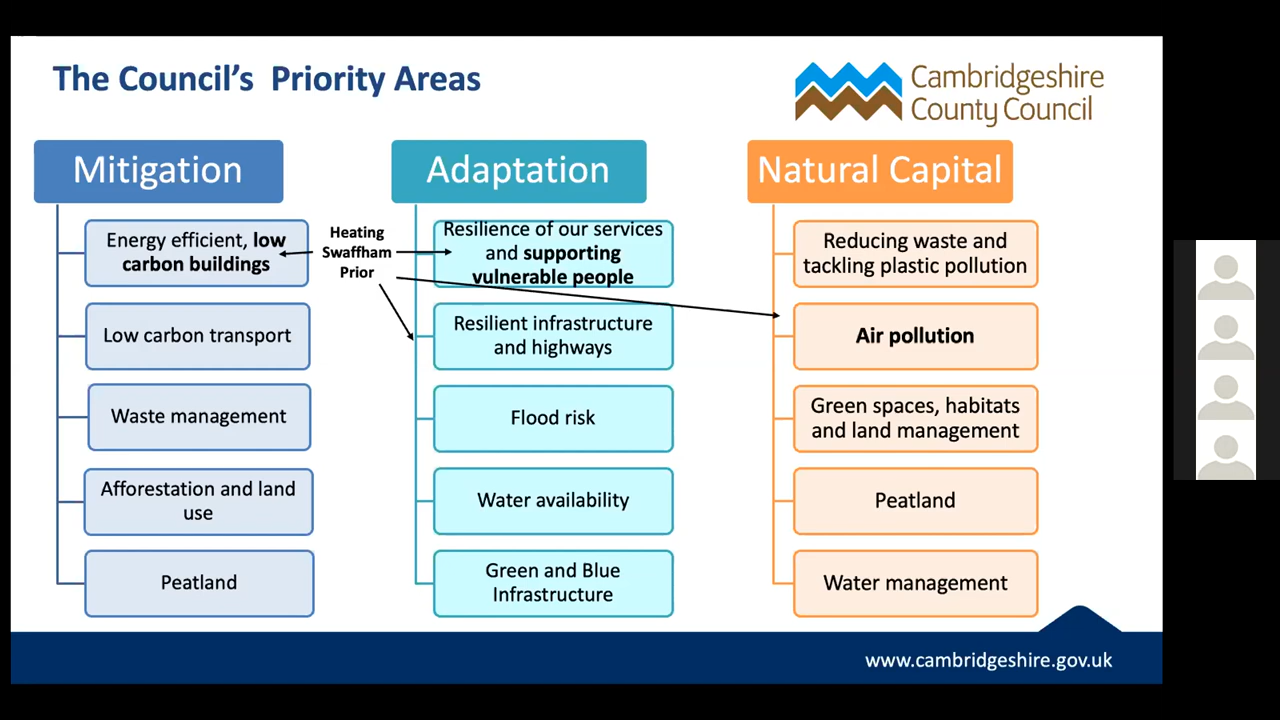 The Council's  Priority Areas
Cambridgeshire
County Council
Mitigation
Energy efficient, low
carbon buildings
Low carbon transport
Waste management
Afforestation and land
use
Peatland
Heating
Swaffham
Prior
Adaptation
Resilience of our services
and supporting
vulnerable people
Resilient infrastructure
and highways
Flood risk
Water availability
Green and Blue
Infrastructure
Natural Capital
Reducing waste and
tackling plastic pollution
Air pollution
Green spaces, habitats
and land management
Peatland
Water management
www.cambridgeshire.gov.uk